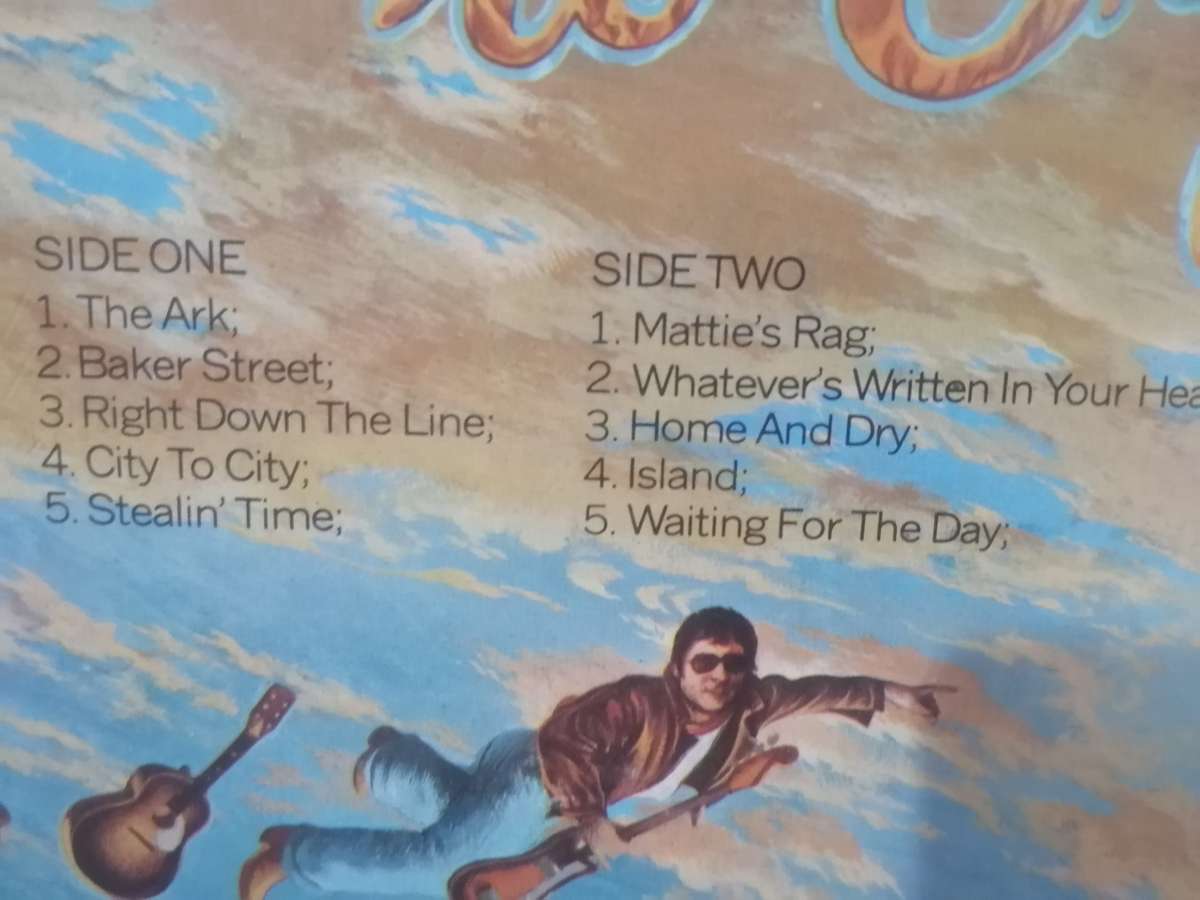 SIDE ONE
1. The Ark;
2. Baker Street;
3. Right Down The Line;
4. City To City;
5. Stealin' Time;
SIDE TWO
1. Mattie's Rag;
2. Whatever's Written In Your Hea
3. Home And Dry;
4. Island;
5. Waiting For The Day;